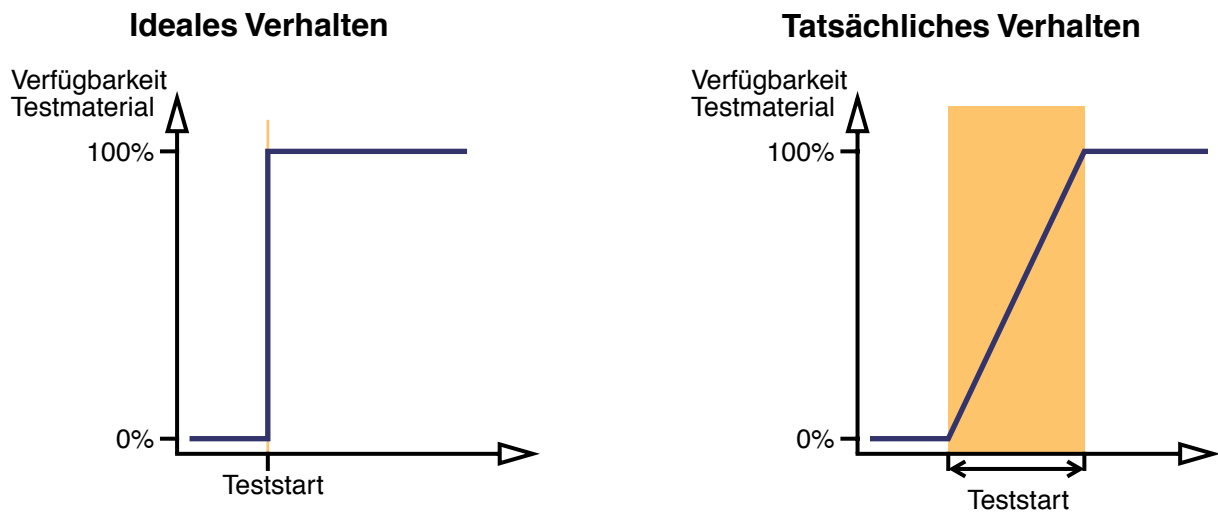 Ideales Verhalten
Verfügbarkeit
Testmaterial
100%
0%
Teststart
Tatsächliches Verhalten
Verfügbarkeit
Testmaterial
100%
0%
Teststart